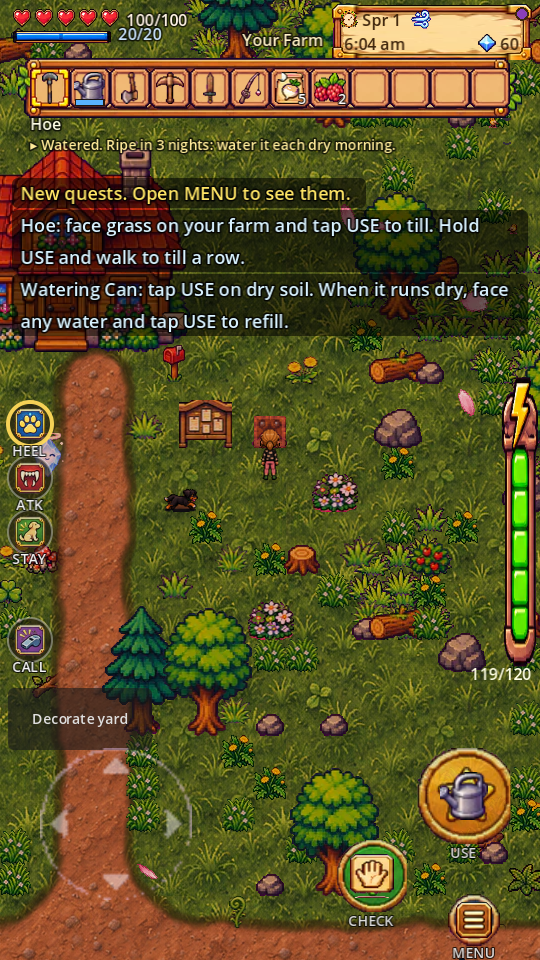 100/100
20/20
Your Farm
Spr 1
6:04 am
60
5
2
Hoe
▸ Watered. Ripe in 3 nights: water it each dry morning.
New quests. Open MENU to see them.
Hoe: face grass on your farm and tap USE to till. Hold
USE and walk to till a row.
Watering Can: tap USE on dry soil. When it runs dry, face
any water and tap USE to refill.
HEEL
ATK
STAY
CALL
119/120
Decorate yard
USE
CHECK
MENU